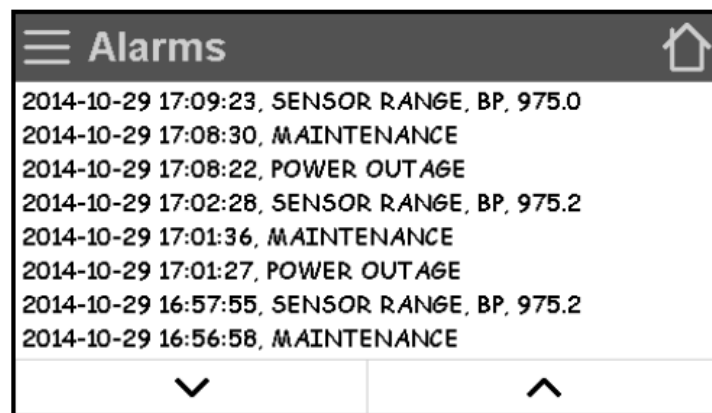 Alarms
2014-10-29 17:09:23, SENSOR RANGE, BP, 975.0
2014-10-29 17:08:30, MAINTENANCE
2014-10-29 17:08:22, POWER OUTAGE
2014-10-29 17:02:28, SENSOR RANGE, BP, 975.2
2014-10-29 17:01:36, MAINTENANCE
2014-10-29 17:01:27, POWER OUTAGE
2014-10-29 16:57:55, SENSOR RANGE, BP, 975.2
2014-10-29 16:56:58, MAINTENANCE